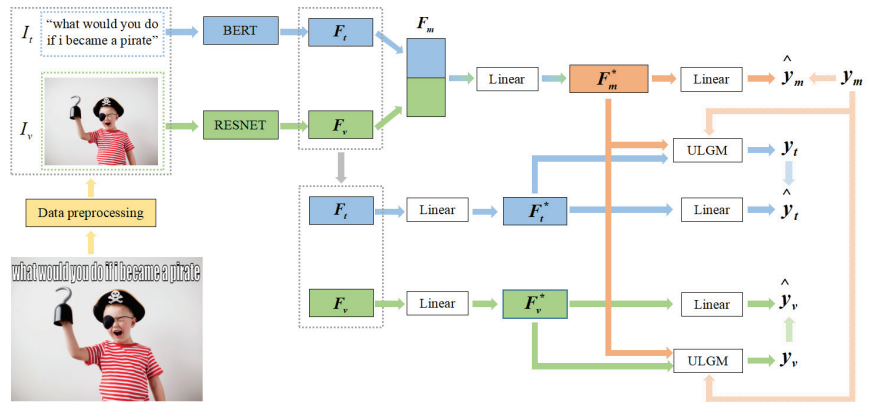 I_t
"what would you do
if i became a pirate"
BERT
F_t
F_m
I_v
RESNET
F_v
Linear
F_m^*
Linear
ŷ_m
y_m
ULGM
y_t
Data preprocessing
F_t
Linear
F_t^*
Linear
ŷ_t
what would you do if i became a pirate
F_v
Linear
F_v^*
Linear
ŷ_v
ULGM
y_v